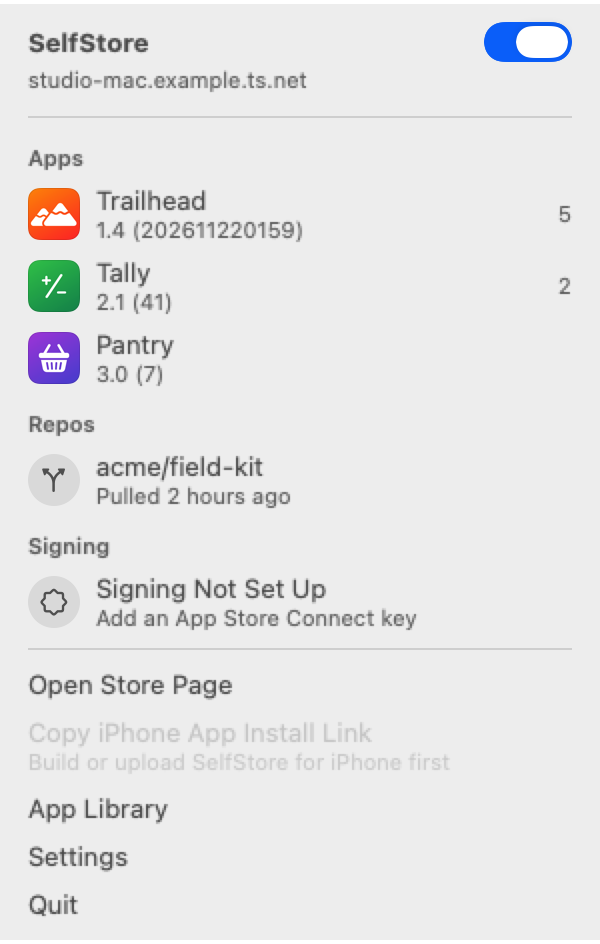 SelfStore
studio-mac.example.ts.net
Apps
Trailhead
1.4 (202611220159)
5
Tally
2.1 (41)
2
Pantry
3.0 (7)
Repos
acme/field-kit
Pulled 2 hours ago
Signing
Signing Not Set Up
Add an App Store Connect key
Open Store Page
Copy iPhone App Install Link
Build or upload SelfStore for iPhone first
App Library
Settings
Quit